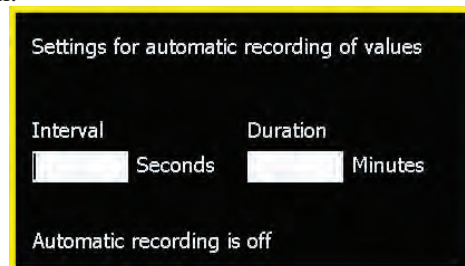 Settings for automatic recording of values
Interval Duration
Seconds Minutes
Automatic recording is off